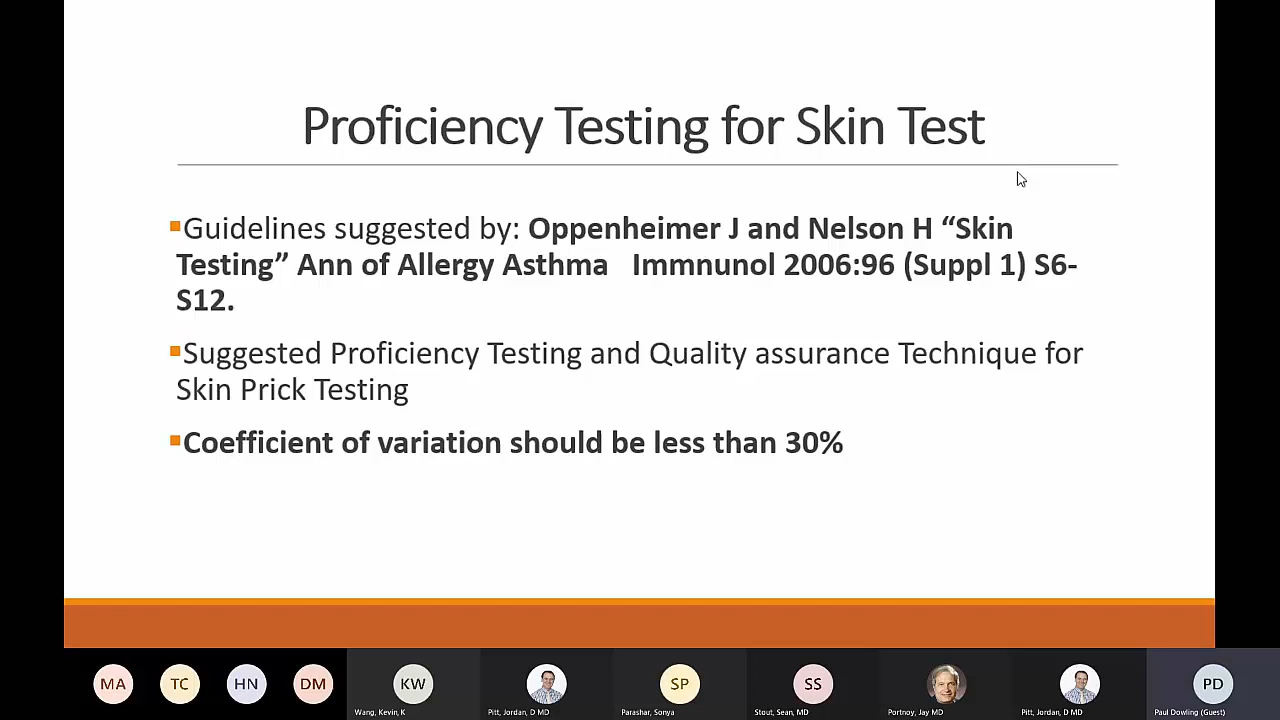 Proficiency Testing for Skin Test
Guidelines suggested by: Oppenheimer J and Nelson H “Skin
Testing” Ann of Allergy Asthma Immnunol 2006:96 (Suppl 1) S6-
S12.
Suggested Proficiency Testing and Quality assurance Technique for
Skin Prick Testing
Coefficient of variation should be less than 30%
MA TC HN DM KW SP SS PD
Wang, Kevin, K Pitt, Jordan, D MD Parashar, Sonya Stout, Sean, MD Portnoy, Jay MD Pitt, Jordan, D MD Paul Dowling (Guest)